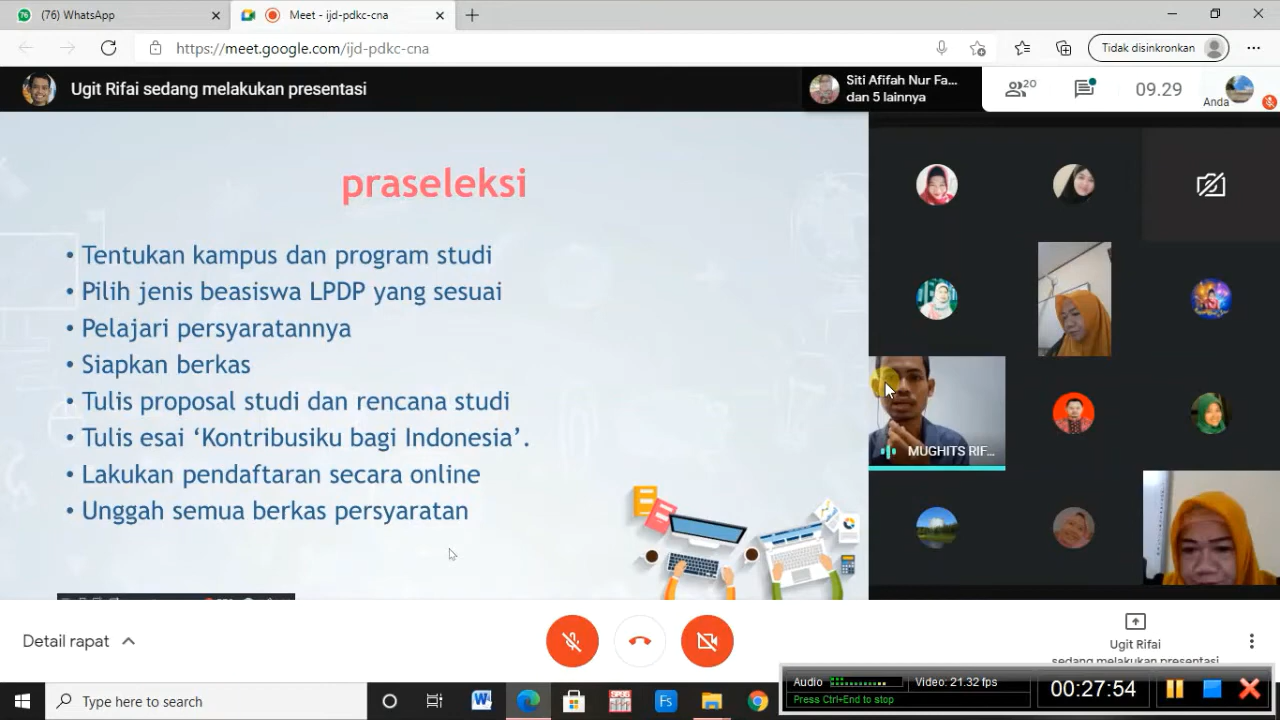 (76) WhatsApp
Meet - ijd-pdkc-cna
https://meet.google.com/ijd-pdkc-cna
Tidak disinkronkan
Ugit Rifai sedang melakukan presentasi
Siti Afifah Nur Fa...
dan 5 lainnya
20
09.29
Anda
praseleksi
• Tentukan kampus dan program studi
• Pilih jenis beasiswa LPDP yang sesuai
• Pelajari persyaratannya
• Siapkan berkas
• Tulis proposal studi dan rencana studi
• Tulis esai ‘Kontribusiku bagi Indonesia’.
• Lakukan pendaftaran secara online
• Unggah semua berkas persyaratan
MUGHITS RIF...
Detail rapat
Ugit Rifai
sedang melakukan presentasi
Audio
Video: 21.32 fps
Press Ctrl+End to stop
00:27:54
Type here to search